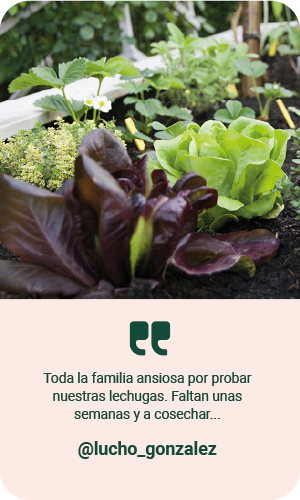 Toda la familia ansiosa por probar
nuestras lechugas. Faltan unas
semanas y a cosechar...
@lucho_gonzalez